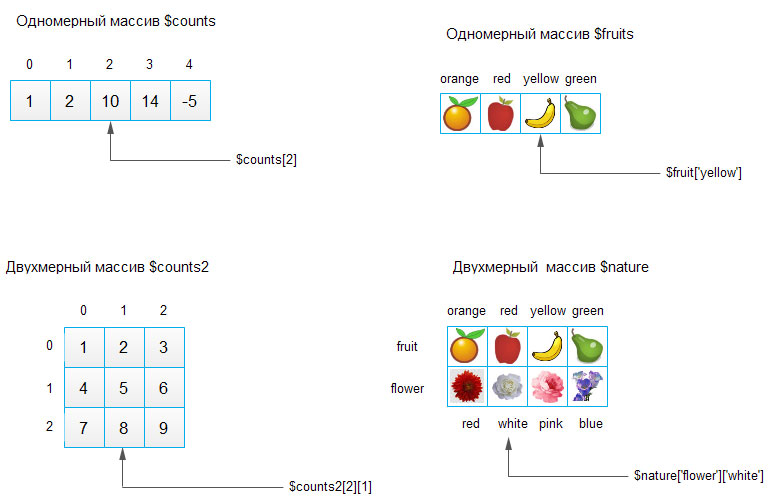 Одномерный массив $counts
0 1 2 3 4
1 2 10 14 -5
$counts[2]
Одномерный массив $fruits
orange red yellow green
$fruit['yellow']
Двухмерный массив $counts2
0 1 2
0 1 2 3
1 4 5 6
2 7 8 9
$counts2[2][1]
Двухмерный массив $nature
orange red yellow green
fruit
flower
red white pink blue
$nature['flower']['white']